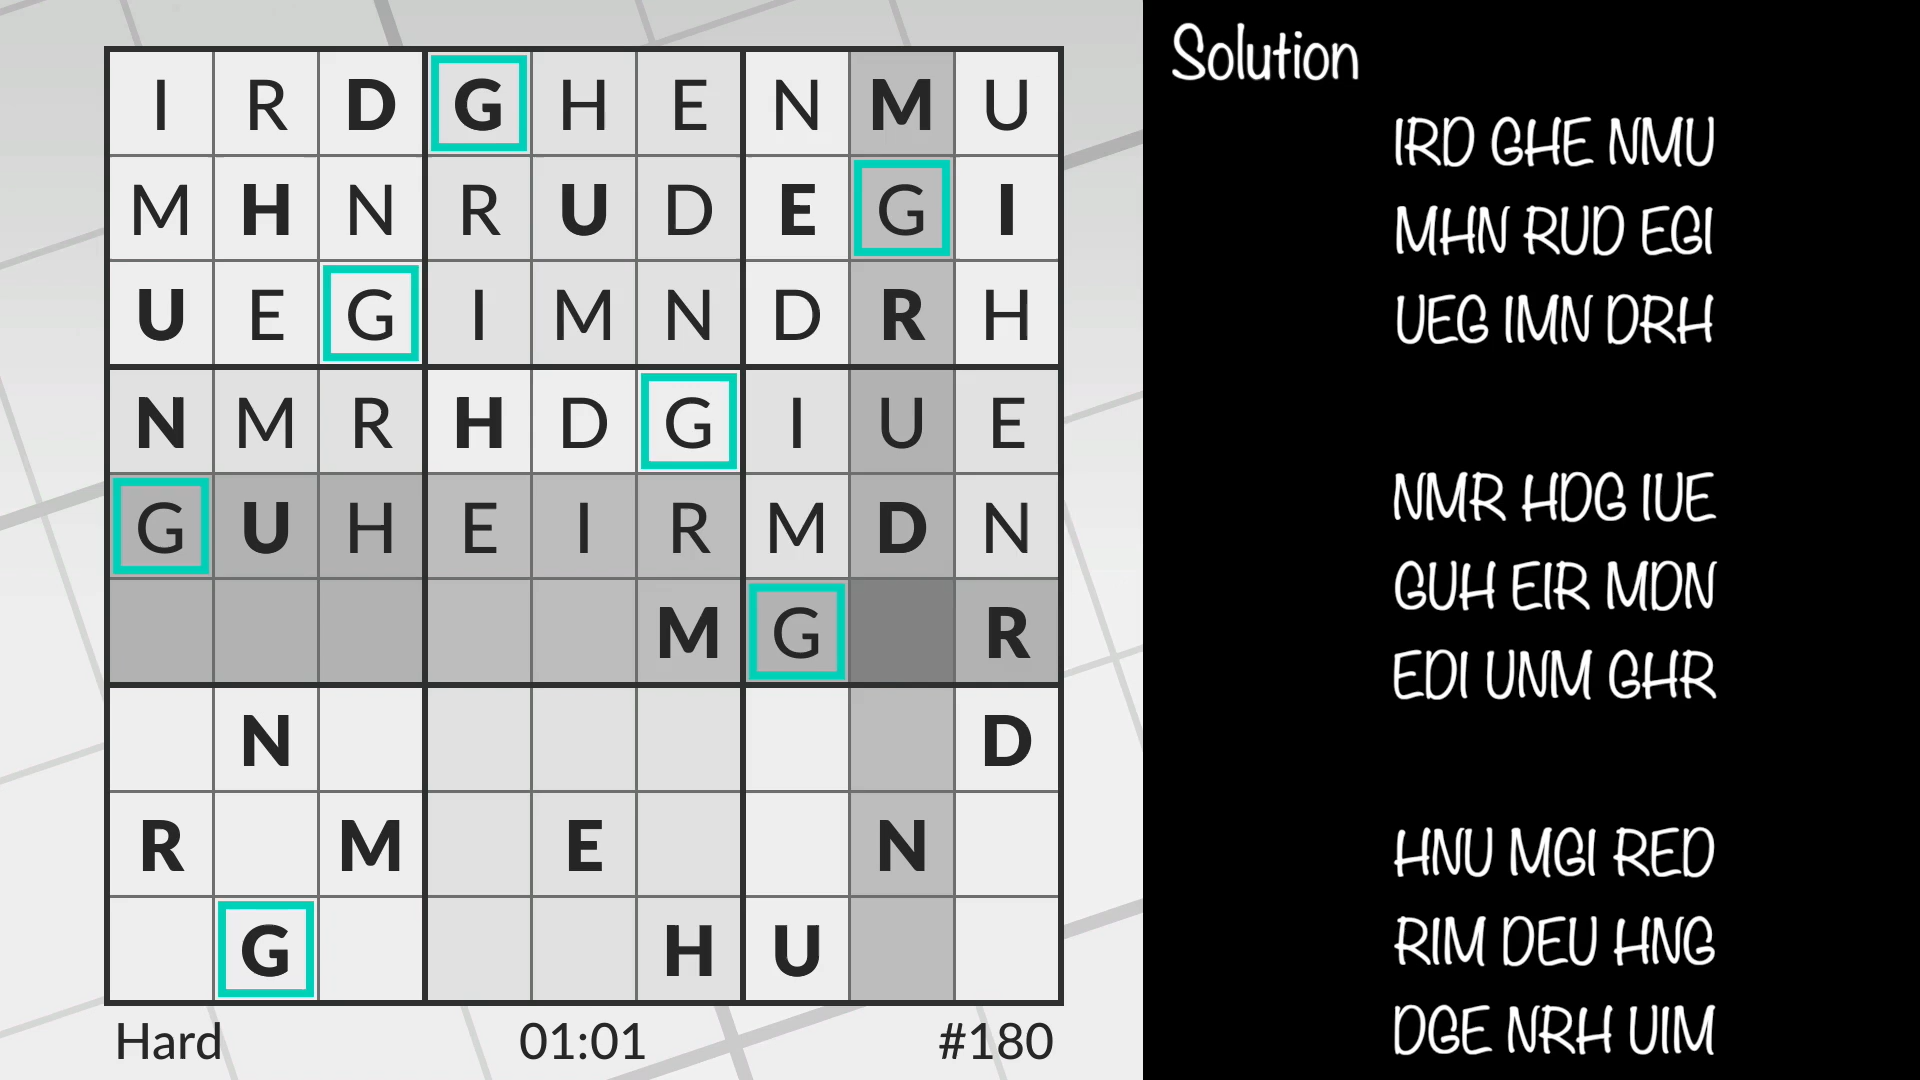 Solution
I R D G H E N M U
M H N R U D E G I
U E G I M N D R H
N M R H D G I U E
G U H E I R M D N
M G R
N D
R M E N
G H U
Hard 01:01 #180
IRD GHE NMU
MHN RUD EGI
UEG IMN DRH
NMR HDG IUE
GUH EIR MDN
EDI UNM GHR
HNU MGI RED
RIM DEU HNG
DGE NRH UIM